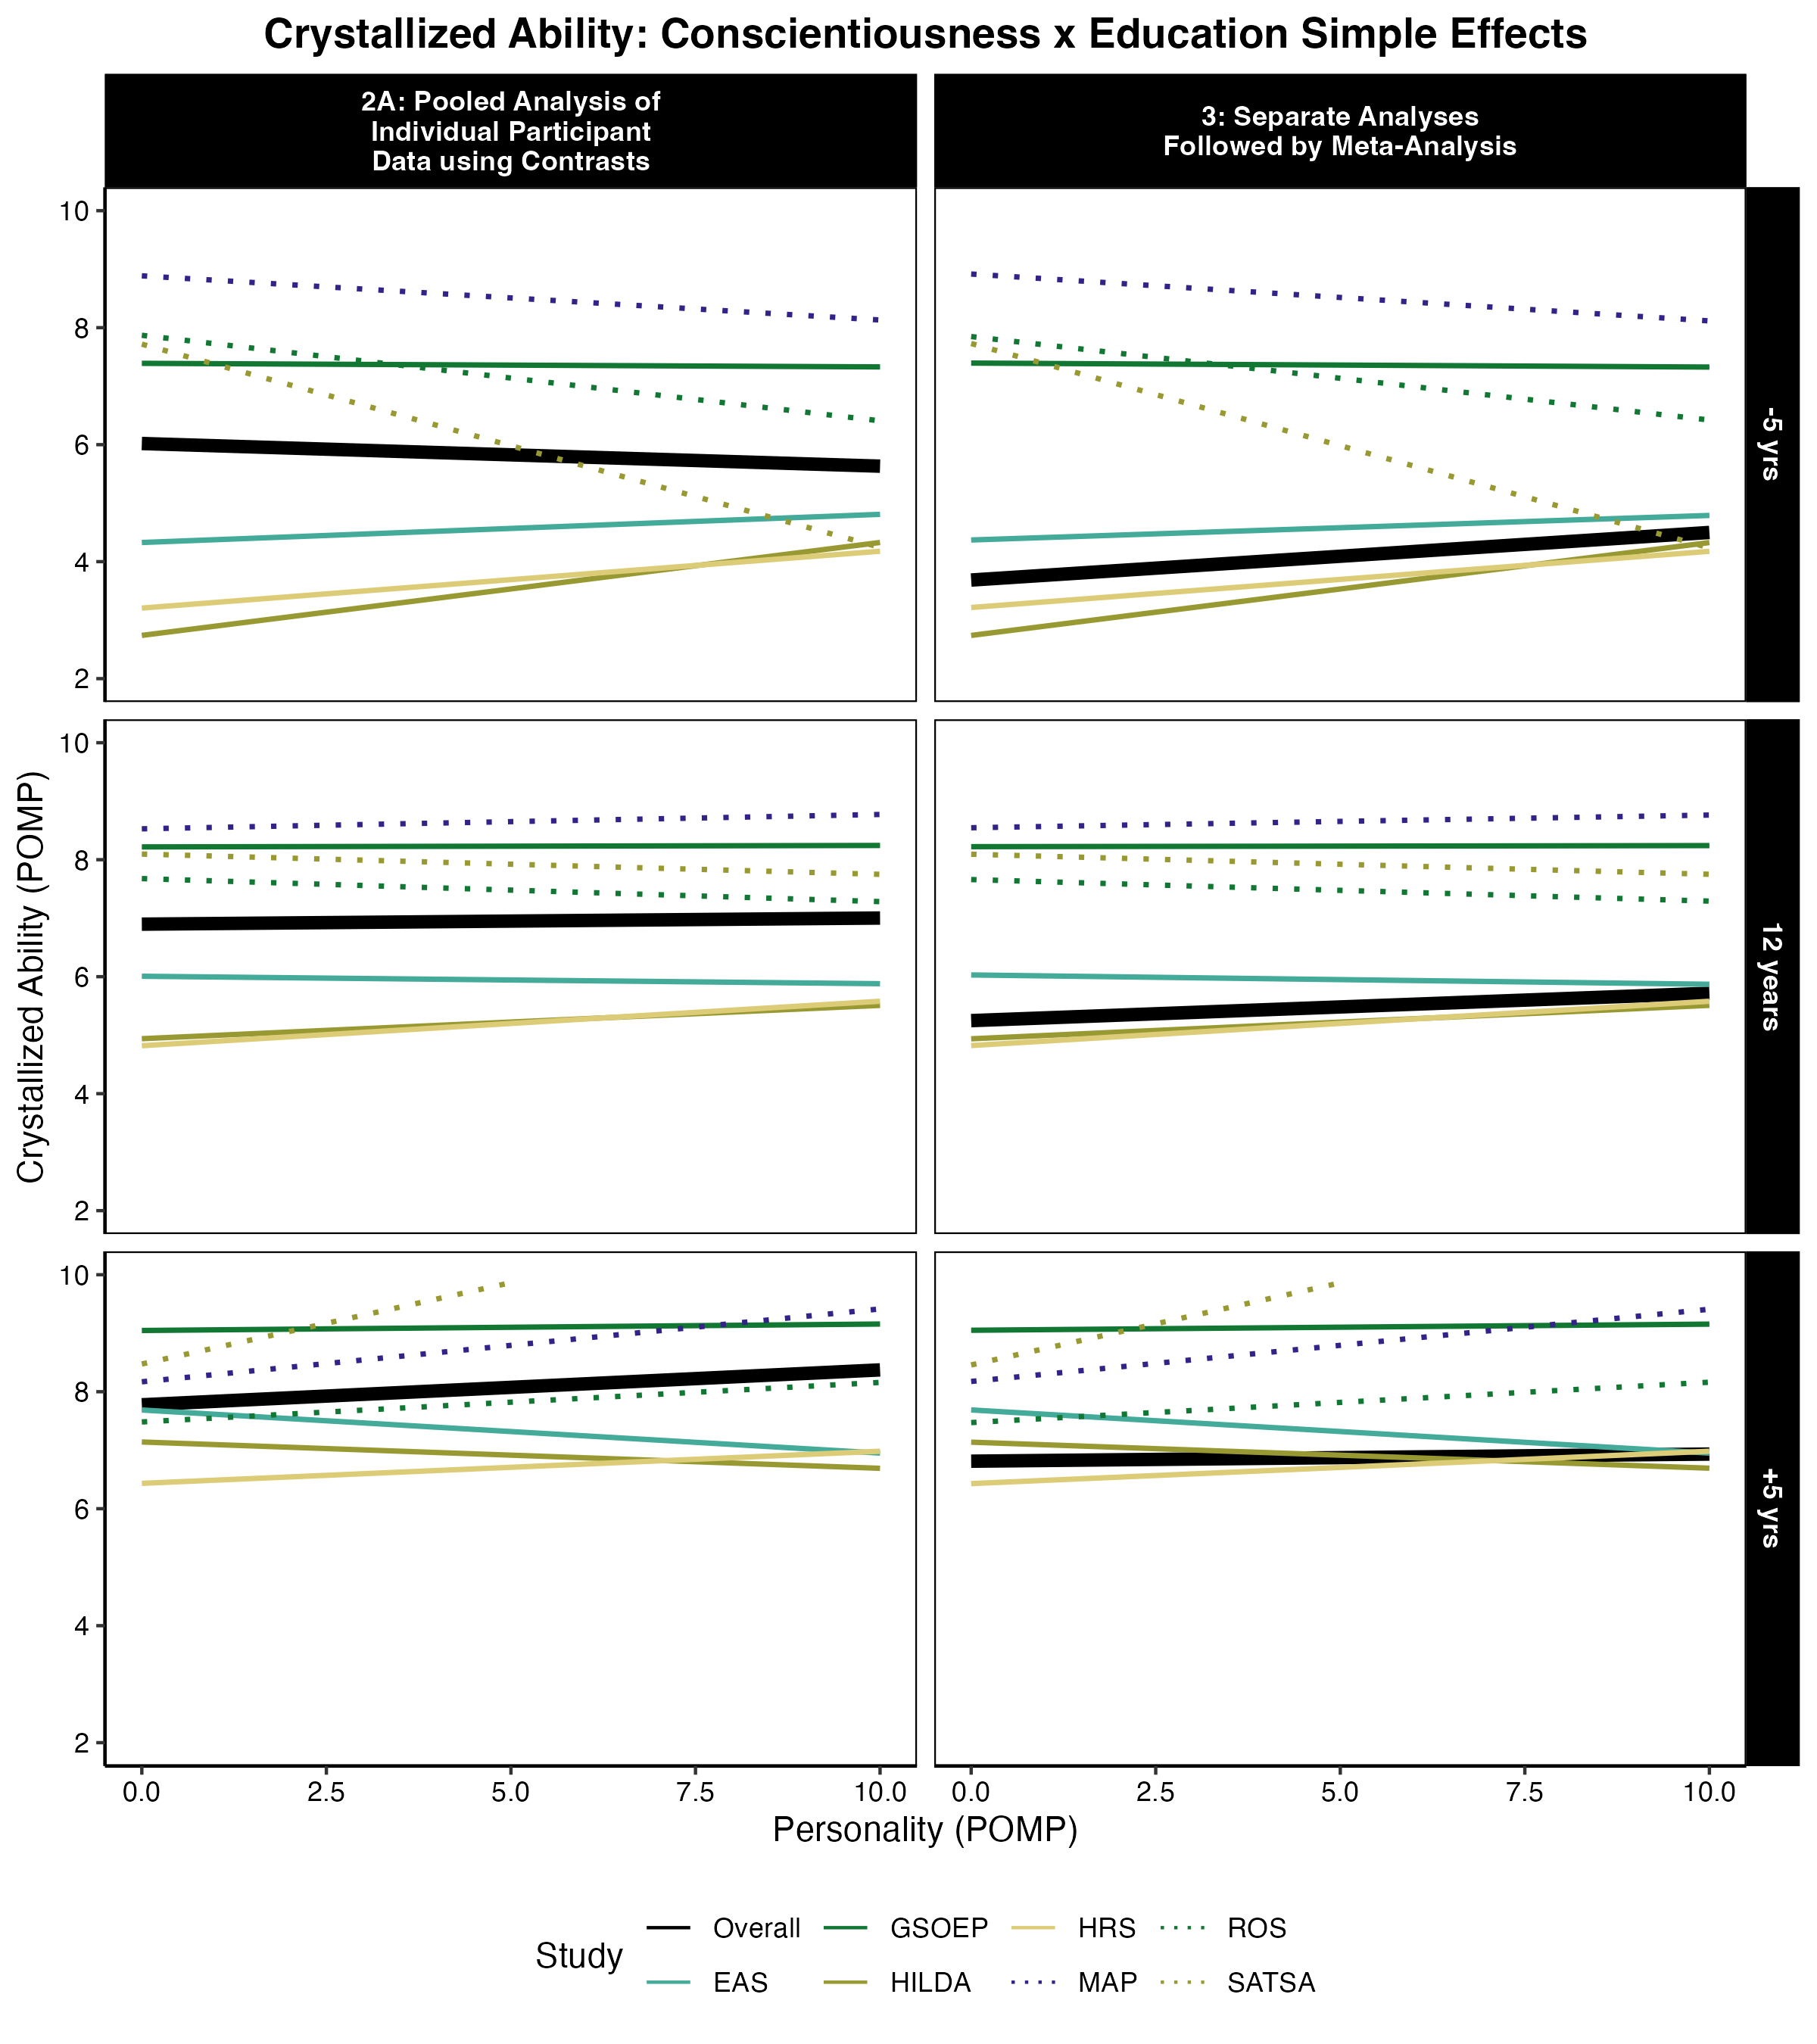 Crystallized Ability: Conscientiousness x Education Simple Effects
2A: Pooled Analysis of
Individual Participant
Data using Contrasts
3: Separate Analyses
Followed by Meta-Analysis
10
8
6
4
2
-5 yrs
10
8
6
4
2
12 years
10
8
6
4
2
+5 yrs
Crystallized Ability (POMP)
0.0 2.5 5.0 7.5 10.0
0.0 2.5 5.0 7.5 10.0
Personality (POMP)
Study
Overall GSOEP HRS ROS
EAS HILDA MAP SATSA